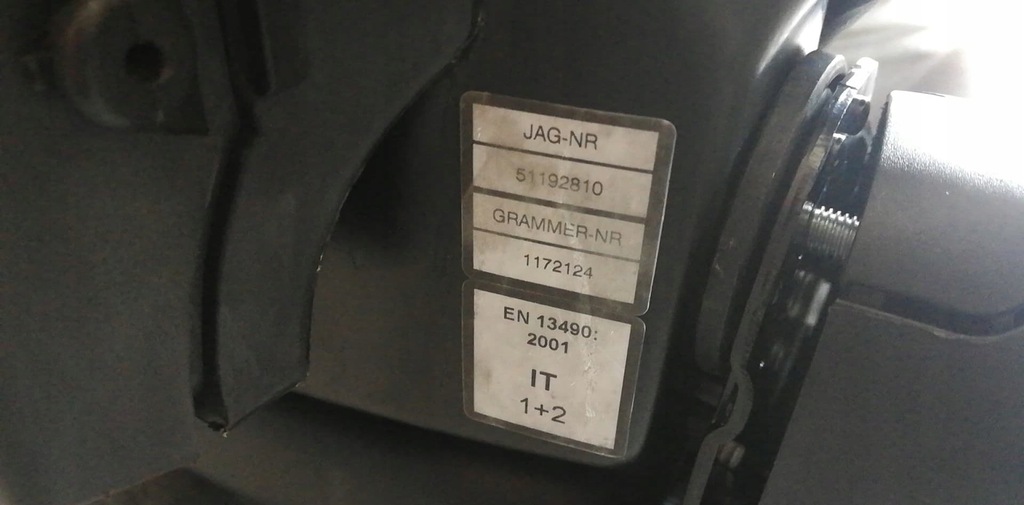 JAG-NR
51192810
GRAMMER-NR
1172124
EN 13490:
2001
IT
1+2